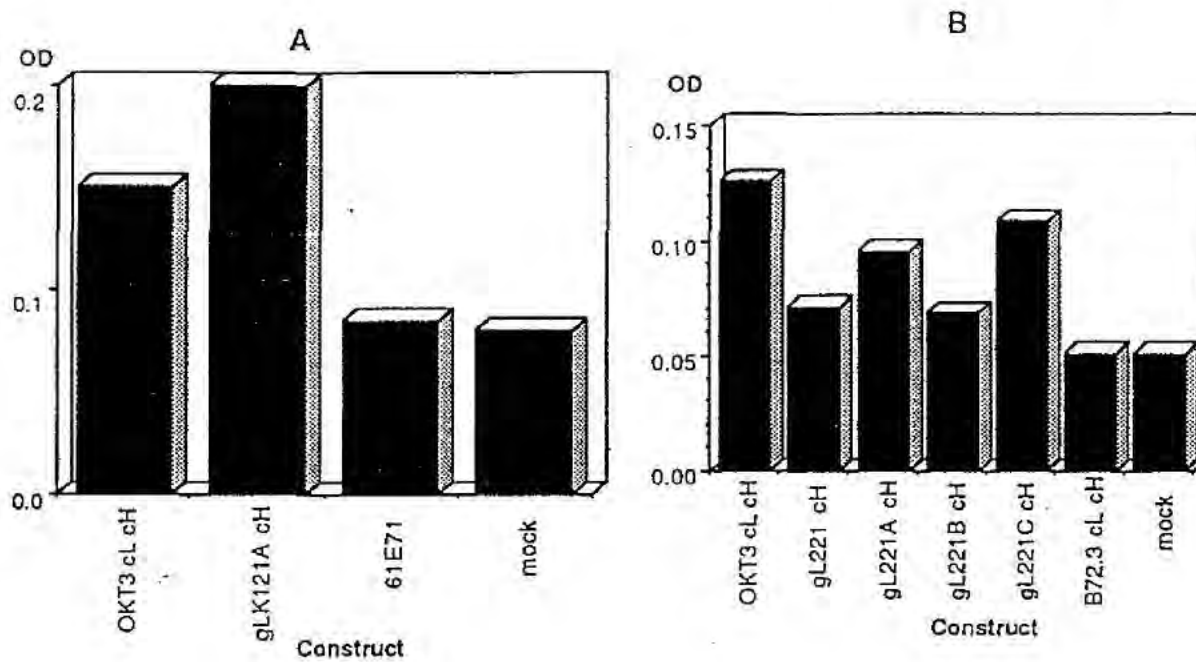 A
OD
0.2
0.1
0.0
OKT3 cL cH
gLK121A cH
61E71
mock
Construct
B
OD
0.15
0.10
0.05
0.00
OKT3 cL cH
gL221 cH
gL221A cH
gL221B cH
gL221C cH
B72.3 cL cH
mock
Construct